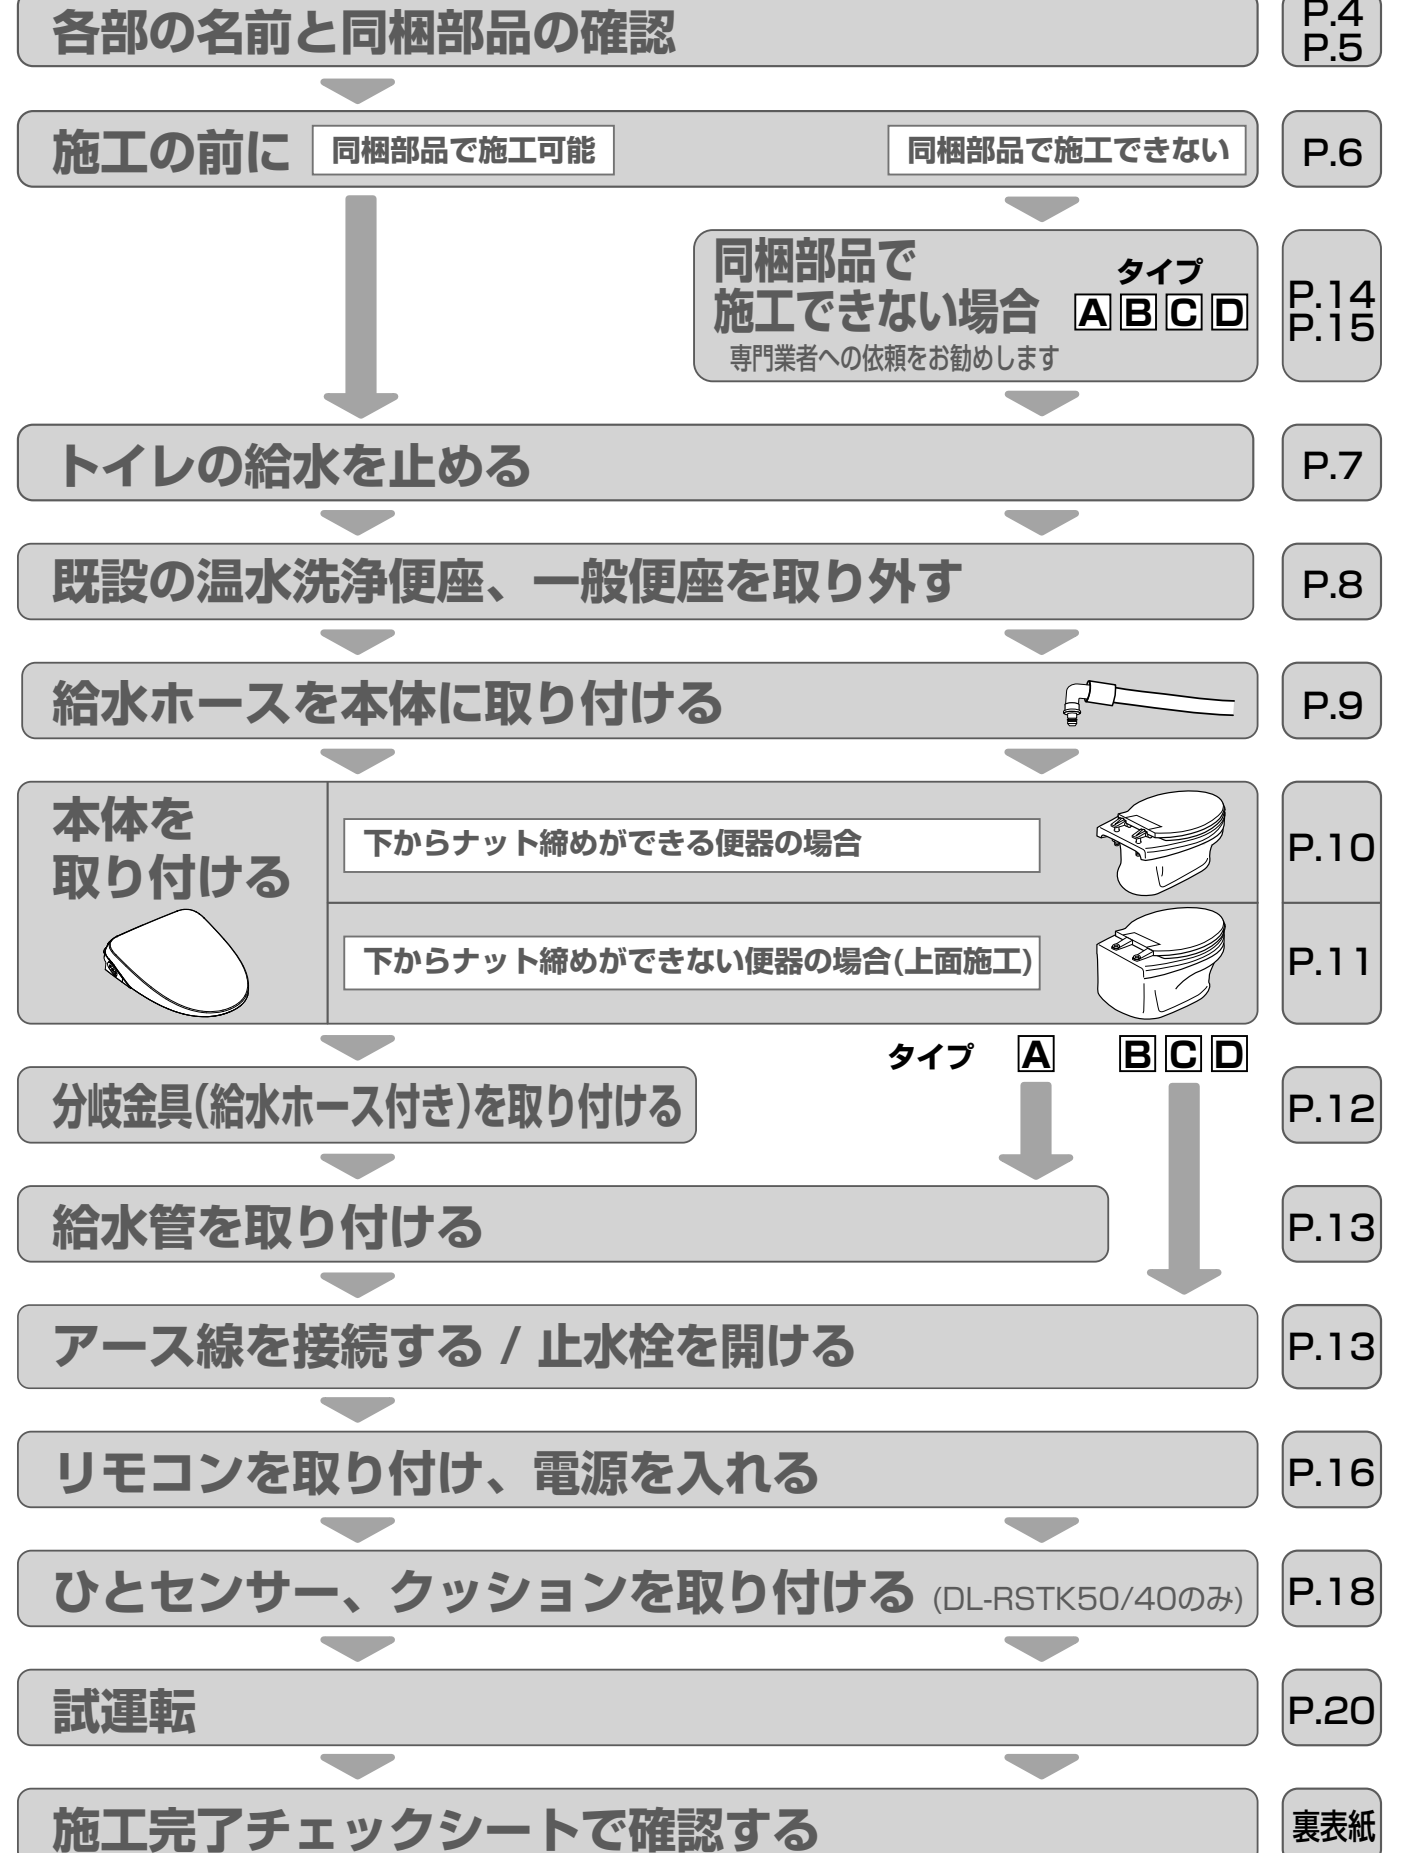 各部の名前と同梱部品の確認
P.4
P.5
施工の前に 同梱部品で施工可能 同梱部品で施工できない
P.6
同梱部品で
施工できない場合
専門業者への依頼をお勧めします
タイプ
A B C D
P.14
P.15
トイレの給水を止める
P.7
既設の温水洗浄便座、一般便座を取り外す
P.8
給水ホースを本体に取り付ける
P.9
本体を
取り付ける
下からナット締めができる便器の場合
P.10
下からナット締めができない便器の場合(上面施工)
P.11
タイプ A B C D
分岐金具(給水ホース付き)を取り付ける
P.12
給水管を取り付ける
P.13
アース線を接続する / 止水栓を開ける
P.13
リモコンを取り付け、電源を入れる
P.16
ひとセンサー、クッションを取り付ける (DL-RSTK50/40のみ)
P.18
試運転
P.20
施工完了チェックシートで確認する
裏表紙